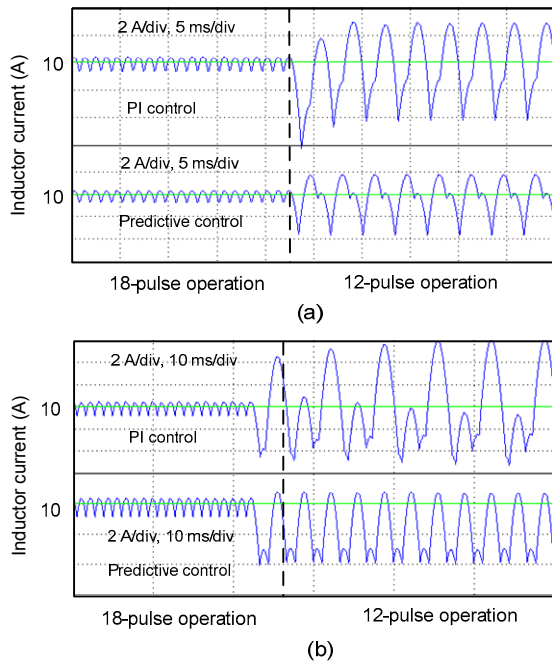 2 A/div, 5 ms/div
10
PI control
Inductor current (A)
2 A/div, 5 ms/div
10
Predictive control
18-pulse operation 12-pulse operation
(a)
2 A/div, 10 ms/div
10
PI control
Inductor current (A)
10
2 A/div, 10 ms/div
Predictive control
18-pulse operation 12-pulse operation
(b)